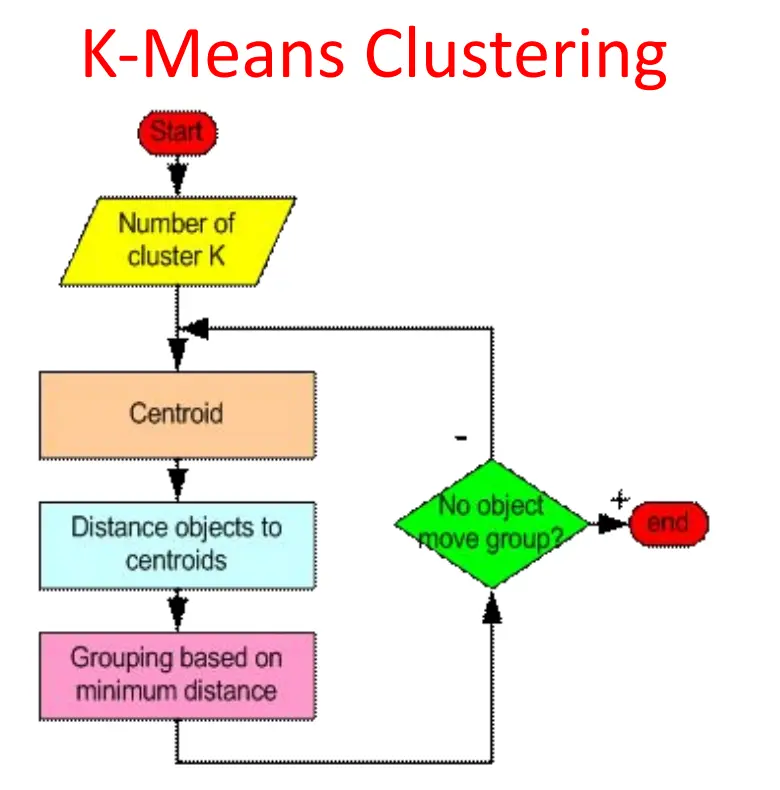 K-Means Clustering
Start
Number of
cluster K
Centroid
-
Distance objects to
centroids
No object
move group?
+
end
Grouping based on
minimum distance